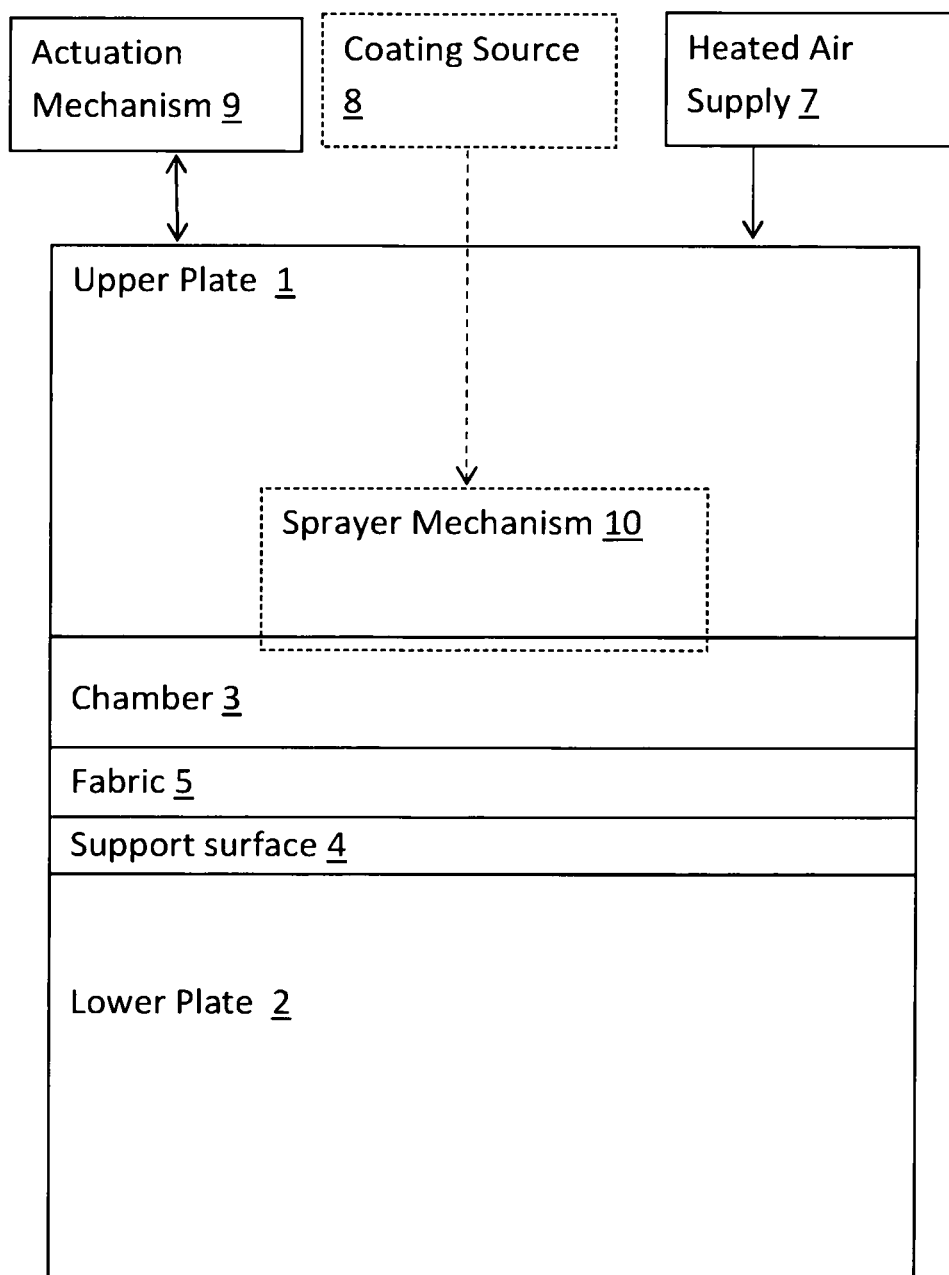 Actuation
Mechanism 9
Coating Source
8
Heated Air
Supply 7
Upper Plate 1
Sprayer Mechanism 10
Chamber 3
Fabric 5
Support surface 4
Lower Plate 2